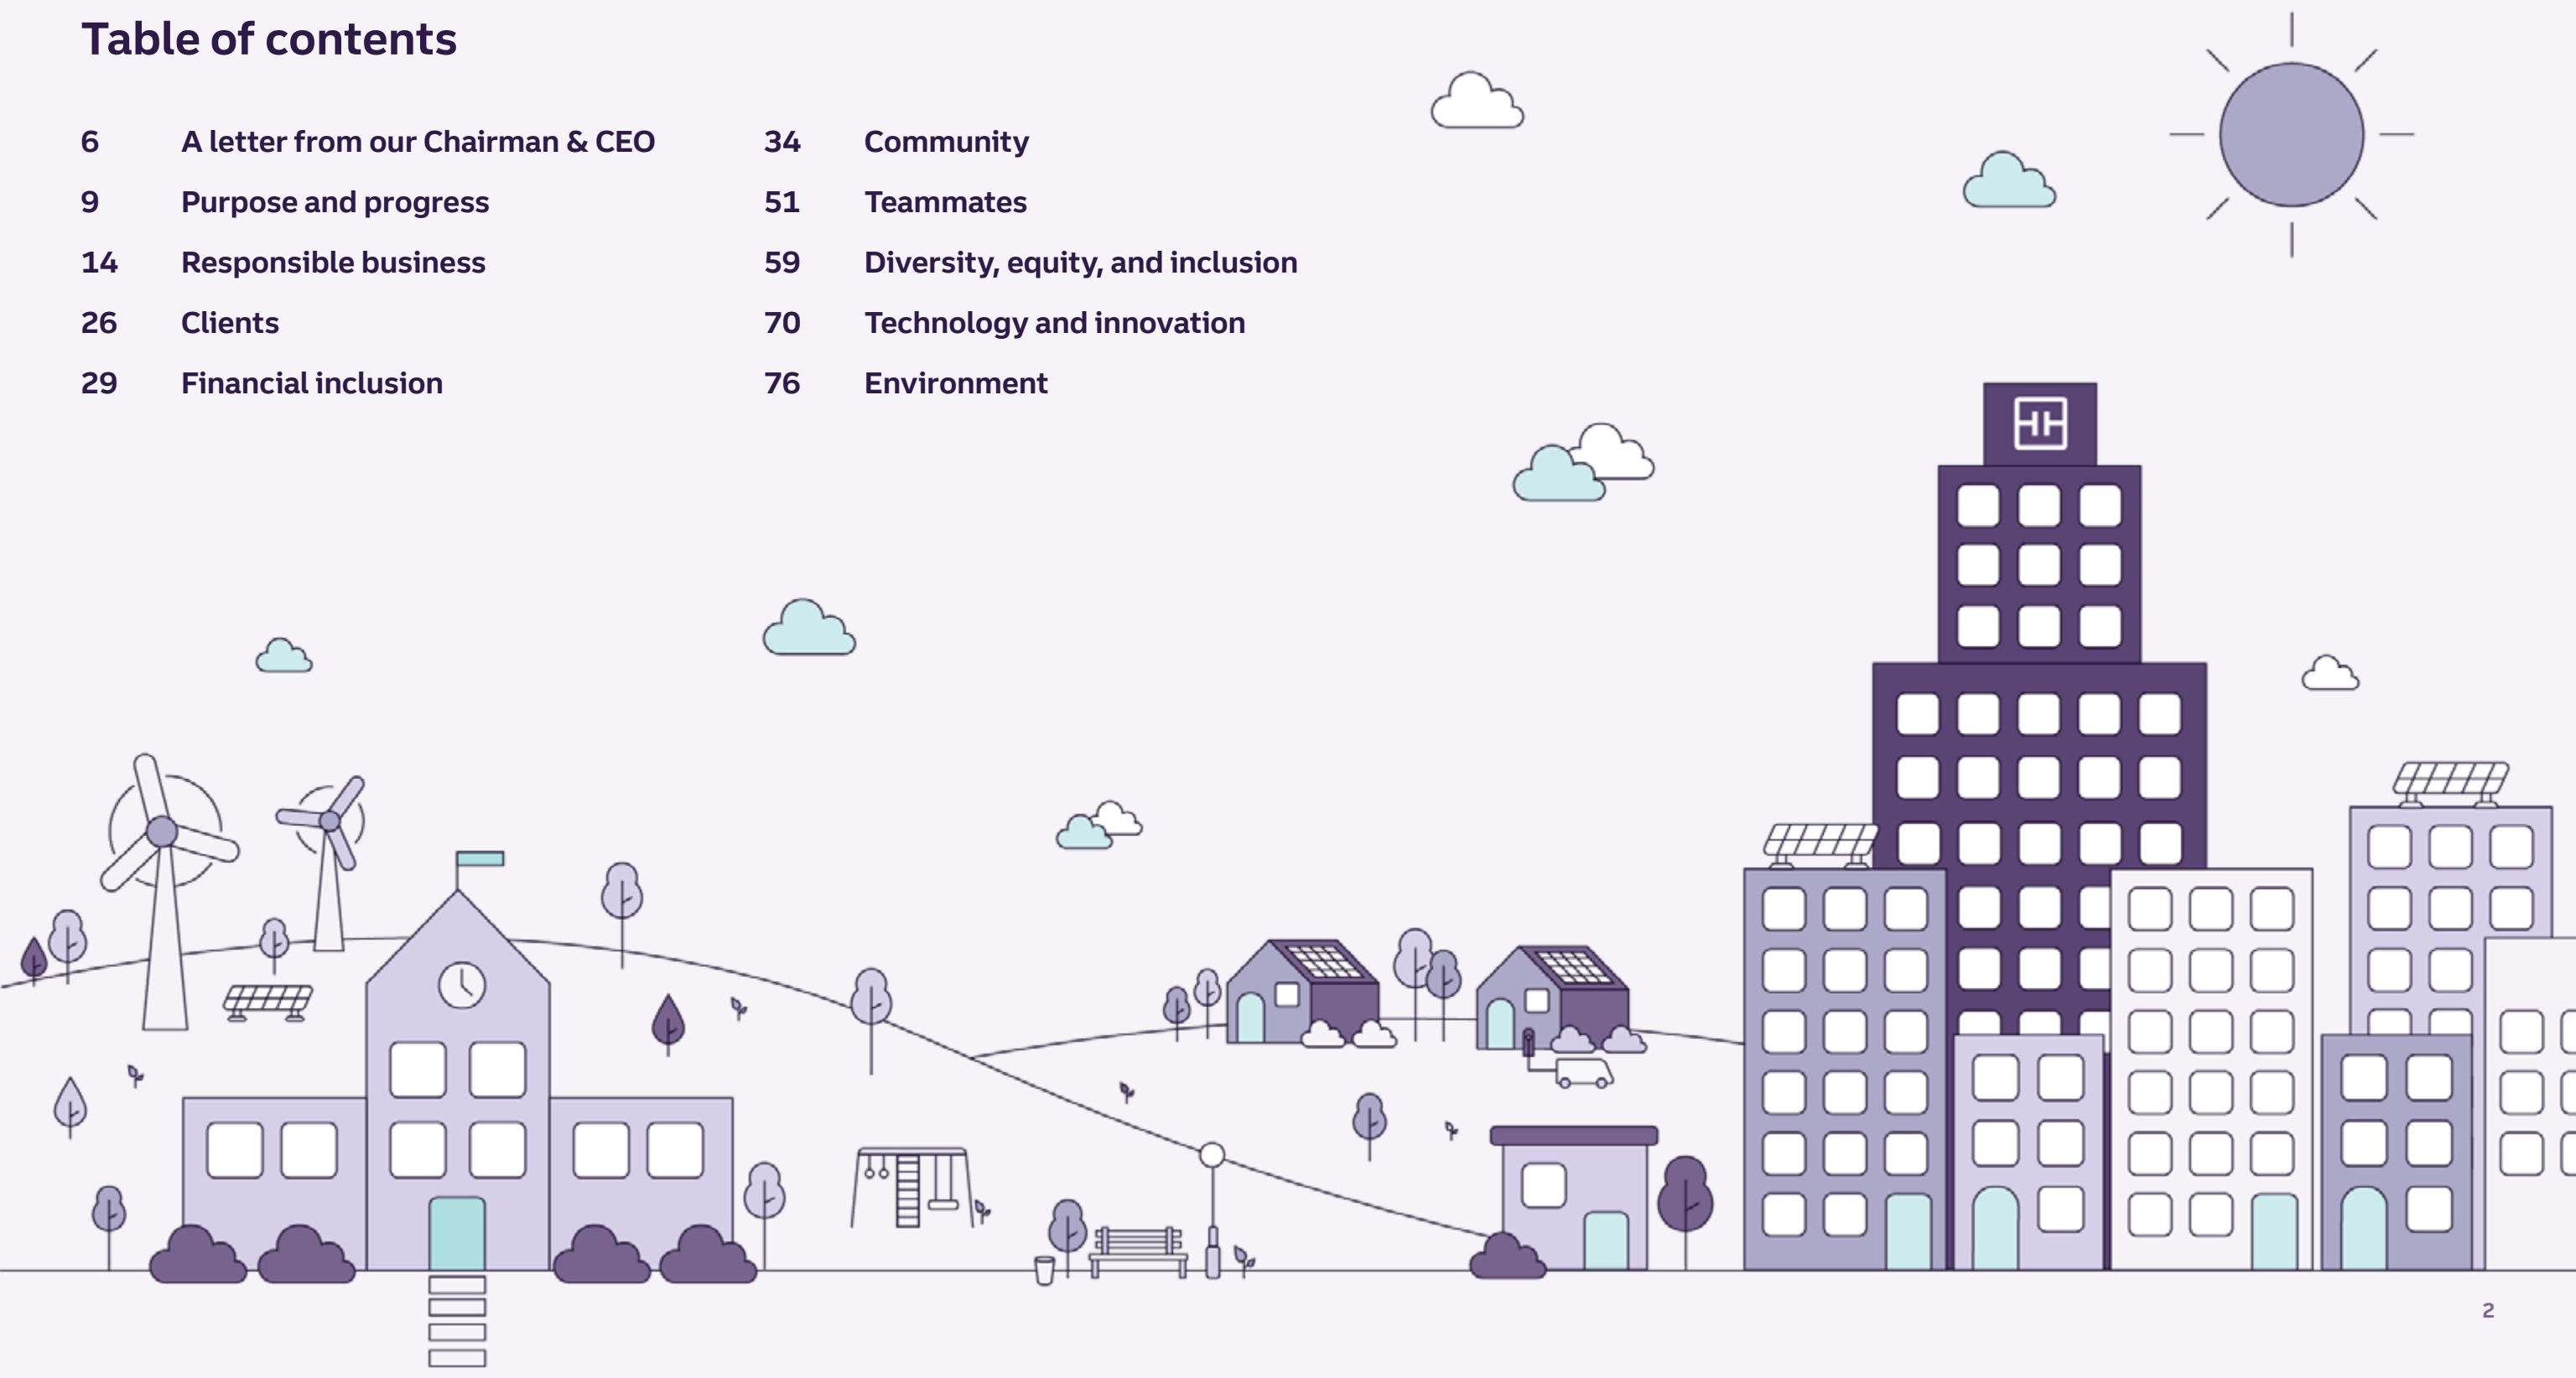 Table of contents
6 A letter from our Chairman & CEO
9 Purpose and progress
14 Responsible business
26 Clients
29 Financial inclusion
34 Community
51 Teammates
59 Diversity, equity, and inclusion
70 Technology and innovation
76 Environment
2